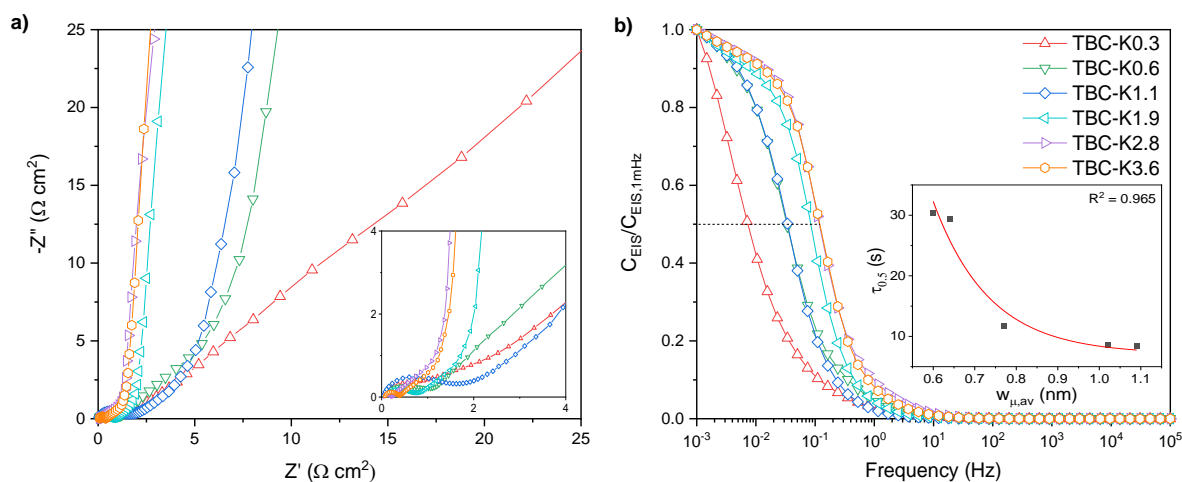 a)
25
20
15
10
5
0
-Z" (Ω cm²)
0 5 10 15 20 25
Z' (Ω cm²)
4
2
0
0 2 4
b)
1.0
0.8
0.6
0.4
0.2
0.0
C_EIS/C_EIS,1mHz
10⁻³ 10⁻² 10⁻¹ 10⁰ 10¹ 10² 10³ 10⁴ 10⁵
Frequency (Hz)
TBC-K0.3
TBC-K0.6
TBC-K1.1
TBC-K1.9
TBC-K2.8
TBC-K3.6
R² = 0.965
30
20
10
τ_0.5 (s)
0.6 0.7 0.8 0.9 1.0 1.1
w_μ,av (nm)